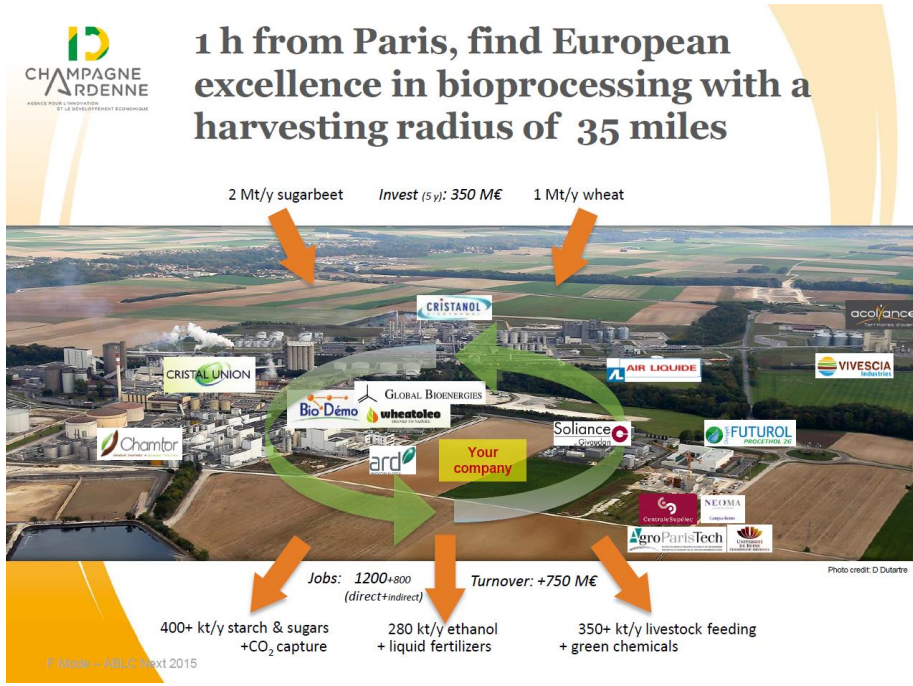 CHAMPAGNE
ARDENNE
AGENCE POUR L'INNOVATION
ET LE DÉVELOPPEMENT ÉCONOMIQUE
1 h from Paris, find European
excellence in bioprocessing with a
harvesting radius of 35 miles
2 Mt/y sugarbeet Invest (5 y): 350 M€ 1 Mt/y wheat
CRISTANOL
acolyance
CRISTAL UNION
AIR LIQUIDE
VIVESCIA
Industries
GLOBAL BIOENERGIES
Bio Démo
wheatoleo
Soliance
Givaudan
FUTUROL
PROCETHOL 2G
Chamtor
ard
Your
company
CentraleSupélec
NEOMA
AgroParisTech
Photo credit: D Dutartre
Jobs: 1200+800
(direct+indirect)
Turnover: +750 M€
400+ kt/y starch & sugars
+CO₂ capture
280 kt/y ethanol
+ liquid fertilizers
350+ kt/y livestock feeding
+ green chemicals
ABLC Next 2015